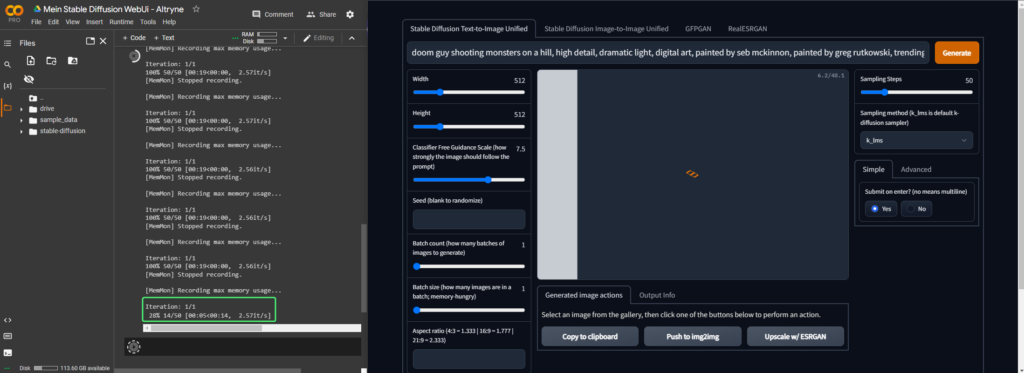 CO
PRO
Mein Stable Diffusion WebUi - Altryne
File Edit View Insert Runtime Tools Help
Comment
Share
Files
+ Code + Text
RAM
Disk
Editing
{x}
..
drive
sample_data
stable-diffusion
Iteration: 1/1
100% 50/50 [00:19<00:00, 2.56it/s]
[MemMon] Stopped recording.
[MemMon] Recording max memory usage...
Iteration: 1/1
100% 50/50 [00:19<00:00, 2.57it/s]
[MemMon] Stopped recording.
[MemMon] Recording max memory usage...
Iteration: 1/1
100% 50/50 [00:19<00:00, 2.56it/s]
[MemMon] Stopped recording.
[MemMon] Recording max memory usage...
Iteration: 1/1
100% 50/50 [00:19<00:00, 2.56it/s]
[MemMon] Stopped recording.
[MemMon] Recording max memory usage...
Iteration: 1/1
100% 50/50 [00:19<00:00, 2.57it/s]
[MemMon] Stopped recording.
[MemMon] Recording max memory usage...
Iteration: 1/1
28% 14/50 [00:05<00:14, 2.57it/s]
Disk
113.60 GB available
Stable Diffusion Text-to-Image Unified
Stable Diffusion Image-to-Image Unified
GFPGAN
RealESRGAN
doom guy shooting monsters on a hill, high detail, dramatic light, digital art, painted by seb mckinnon, painted by greg rutkowski, trending
Generate
Width
512
Height
512
Classifier Free Guidance Scale (how
strongly the image should follow the
prompt)
7.5
Seed (blank to randomize)
Batch count (how many batches of
images to generate)
1
Batch size (how many images are in a
batch; memory-hungry)
1
Aspect ratio (4:3 = 1.333 | 16:9 = 1.777 |
21:9 = 2.333)
6.2/40.1
Generated image actions
Output Info
Select an image from the gallery, then click one of the buttons below to perform an action.
Copy to clipboard
Push to img2img
Upscale w/ ESRGAN
Sampling Steps
50
Sampling method (k_lms is default k-
diffusion sampler)
k_lms
Simple
Advanced
Submit on enter? (no means multiline)
Yes
No